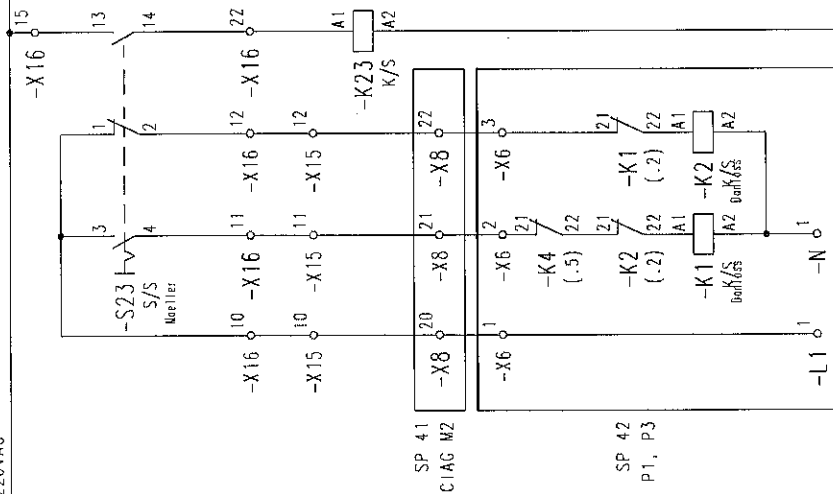 220VAC
15
-X16
13
14
22
-X16
A1
A2
-K23
K/S
1
2
12
-X16
12
-X15
22
-X8
3
-X6
21
22
-K1
(.2)
A1
A2
-K2
K/S
Danfoss
3
4
-S23
S/S
Moeller
11
-X16
11
-X15
21
-X8
2
-X6
21
22
-K4
(.5)
21
22
-K2
(.2)
A1
A2
-K1
K/S
Danfoss
1
-N
10
-X16
10
-X15
20
-X8
1
-X6
1
-L1
SP 41
CIAG M2
SP 42
P1, P3